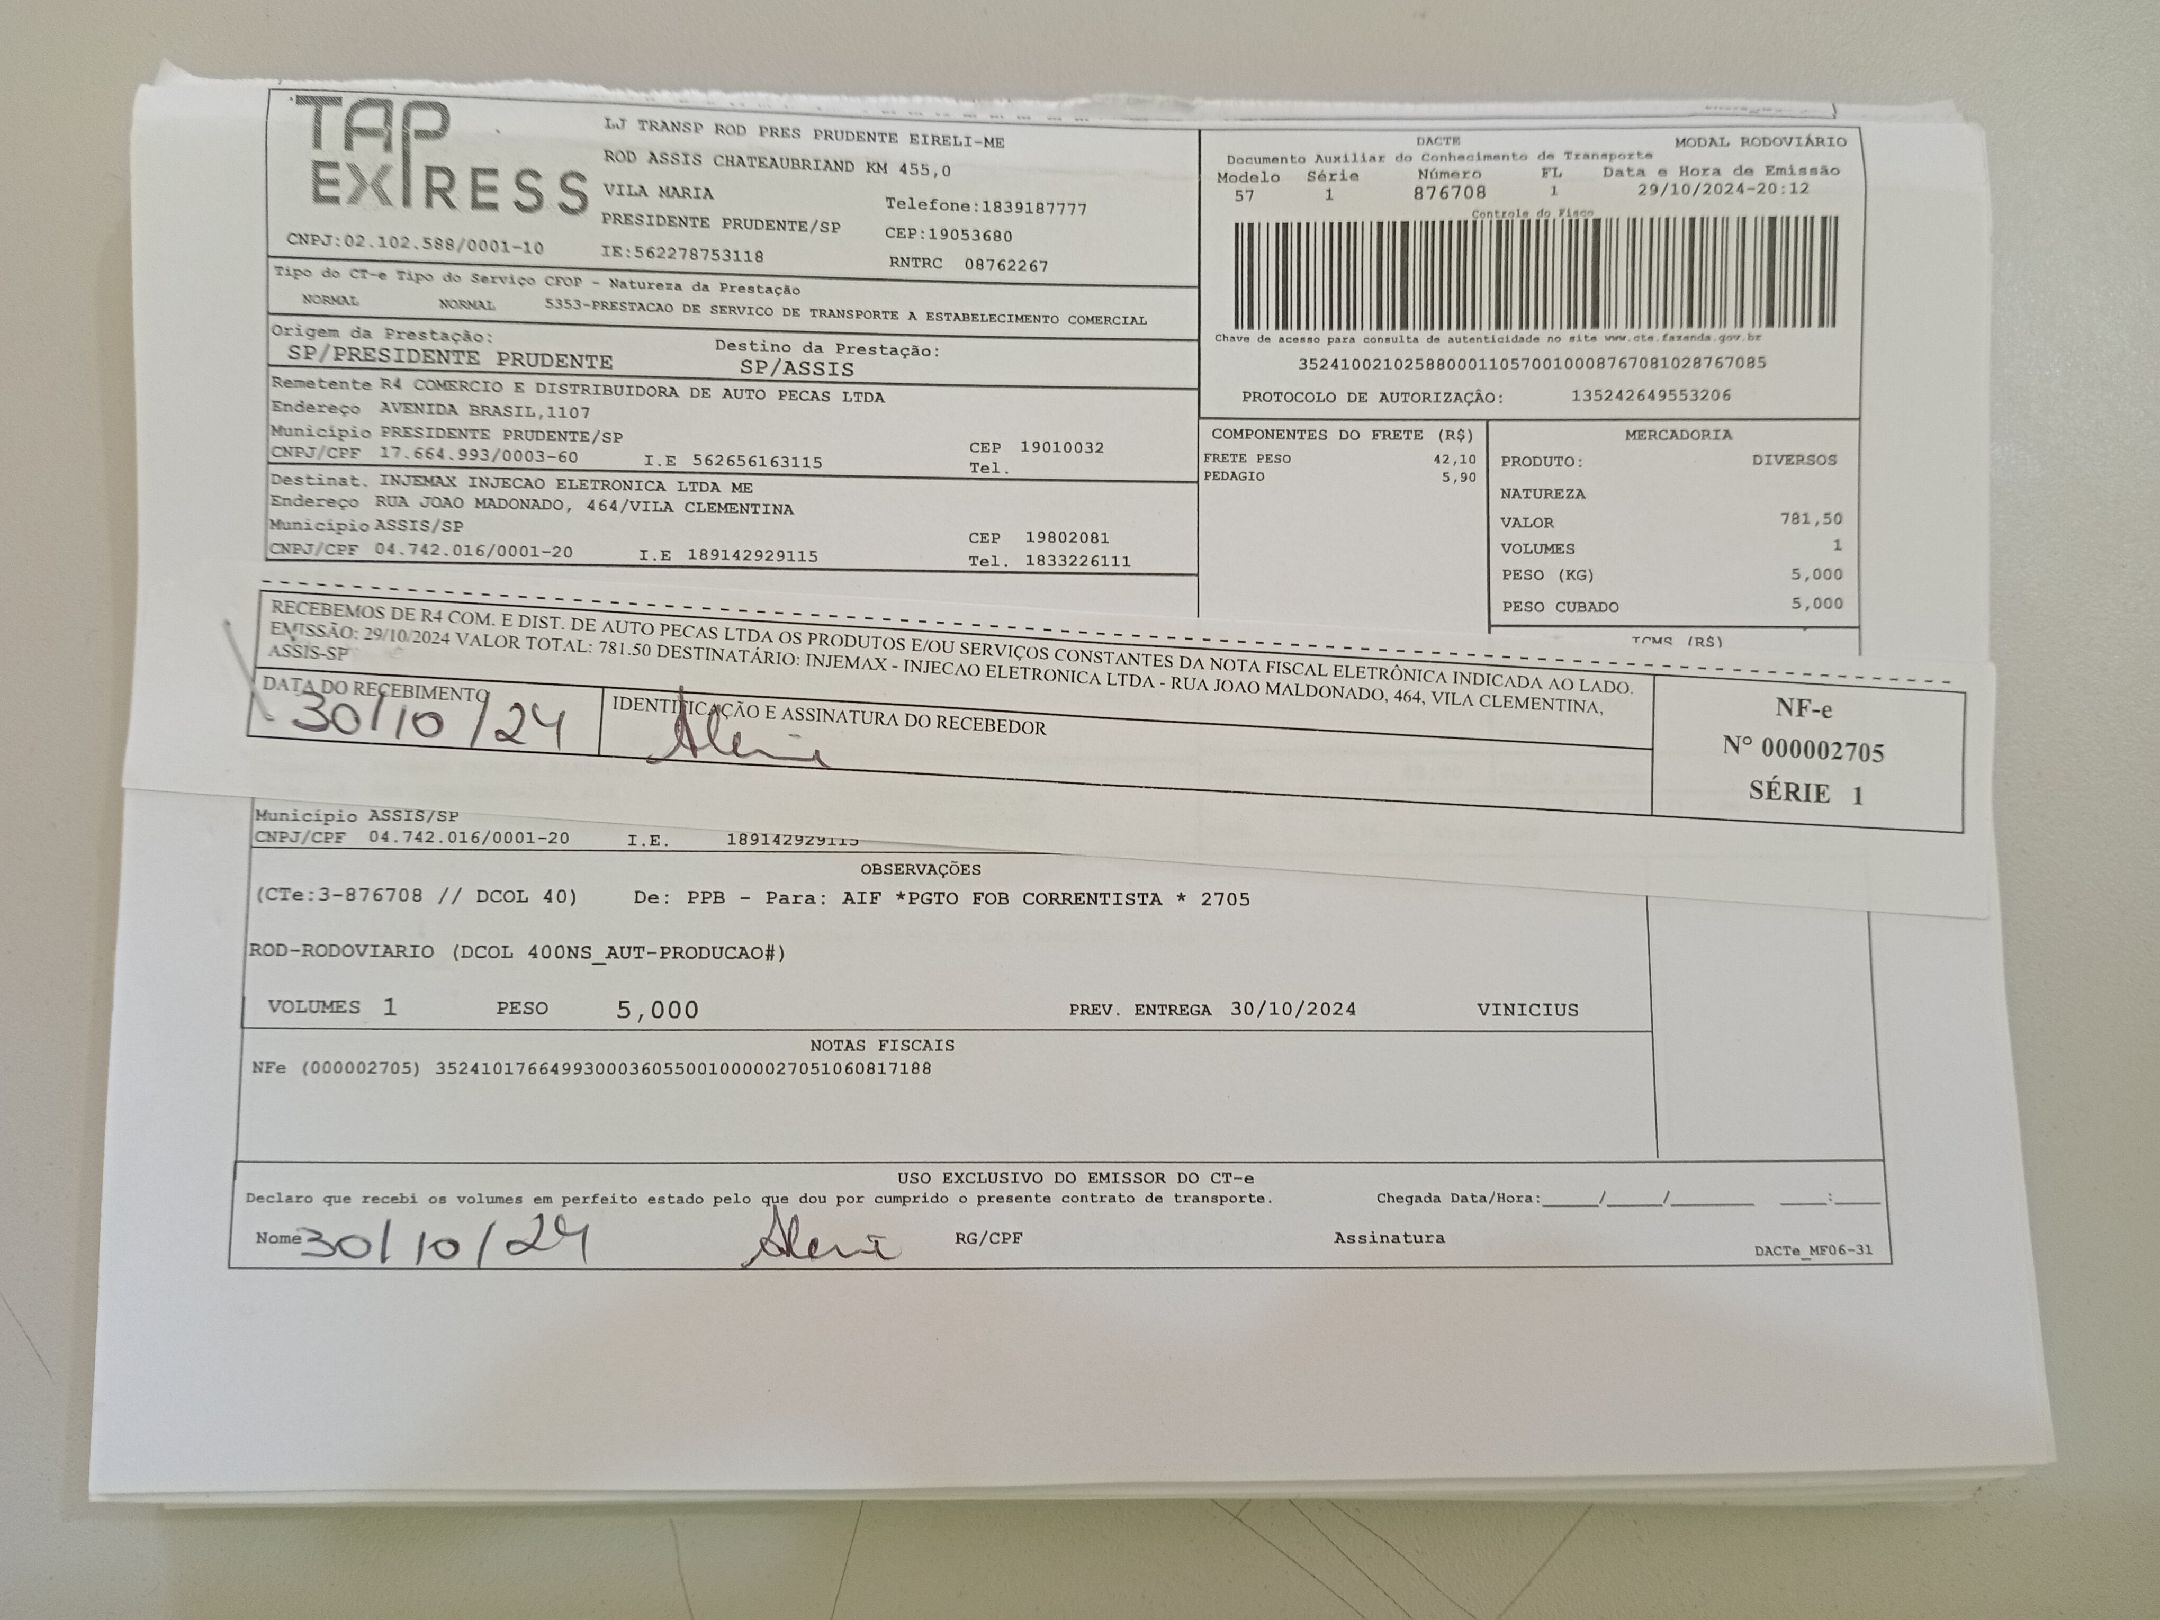 TAP
EXPRESS
LJ TRANSP ROD PRES PRUDENTE EIRELI-ME
ROD ASSIS CHATEAUBRIAND KM 455,0
VILA MARIA
Telefone:1839187777
PRESIDENTE PRUDENTE/SP
CEP:19053680
CNPJ:02.102.588/0001-10
IE:562278753118
RNTRC 08762267
DACTE
MODAL RODOVIÁRIO
Documento Auxiliar do Conhecimento de Transporte
Modelo Série Número FL Data e Hora de Emissão
57 1 876708 1 29/10/2024-20:12
Controle do Fisco
Chave de acesso para consulta de autenticidade no site www.cte.fazenda.gov.br
35241002102588000110570010008767081028767085
PROTOCOLO DE AUTORIZAÇÂO: 135242649553206
Tipo do CT-e Tipo do Serviço CFOP - Natureza da Prestação
NORMAL NORMAL 5353-PRESTACAO DE SERVICO DE TRANSPORTE A ESTABELECIMENTO COMERCIAL
Origem da Prestação: Destino da Prestação:
SP/PRESIDENTE PRUDENTE SP/ASSIS
Remetente R4 COMERCIO E DISTRIBUIDORA DE AUTO PECAS LTDA
Endereço AVENIDA BRASIL,1107
Município PRESIDENTE PRUDENTE/SP CEP 19010032
CNPJ/CPF 17.664.993/0003-60 I.E 562656163115 Tel.
Destinat. INJEMAX INJECAO ELETRONICA LTDA ME
Endereço RUA JOAO MADONADO, 464/VILA CLEMENTINA
Município ASSIS/SP CEP 19802081
CNPJ/CPF 04.742.016/0001-20 I.E 189142929115 Tel. 1833226111
COMPONENTES DO FRETE (R$)
FRETE PESO 42,10
PEDAGIO 5,90
MERCADORIA
PRODUTO: DIVERSOS
NATUREZA
VALOR 781,50
VOLUMES 1
PESO (KG) 5,000
PESO CUBADO 5,000
ICMS (R$)
RECEBEMOS DE R4 COM. E DIST. DE AUTO PECAS LTDA OS PRODUTOS E/OU SERVIÇOS CONSTANTES DA NOTA FISCAL ELETRÔNICA INDICADA AO LADO.
EMISSÃO: 29/10/2024 VALOR TOTAL: 781.50 DESTINATÁRIO: INJEMAX - INJECAO ELETRONICA LTDA - RUA JOAO MALDONADO, 464, VILA CLEMENTINA,
ASSIS-SP
DATA DO RECEBIMENTO
30/10/24
IDENTIFICAÇÃO E ASSINATURA DO RECEBEDOR
NF-e
N° 000002705
SÉRIE 1
Município ASSIS/SP
CNPJ/CPF 04.742.016/0001-20 I.E. 189142929115
OBSERVAÇÕES
(CTe:3-876708 // DCOL 40) De: PPB - Para: AIF *PGTO FOB CORRENTISTA * 2705
ROD-RODOVIARIO (DCOL 400NS_AUT-PRODUCAO#)
VOLUMES 1 PESO 5,000 PREV. ENTREGA 30/10/2024 VINICIUS
NOTAS FISCAIS
NFe (000002705) 35241017664993000360550010000027051060817188
USO EXCLUSIVO DO EMISSOR DO CT-e
Declaro que recebi os volumes em perfeito estado pelo que dou por cumprido o presente contrato de transporte. Chegada Data/Hora:____/____/______ ___:___
Nome 30/10/24 RG/CPF Assinatura
DACTe_MF06-31